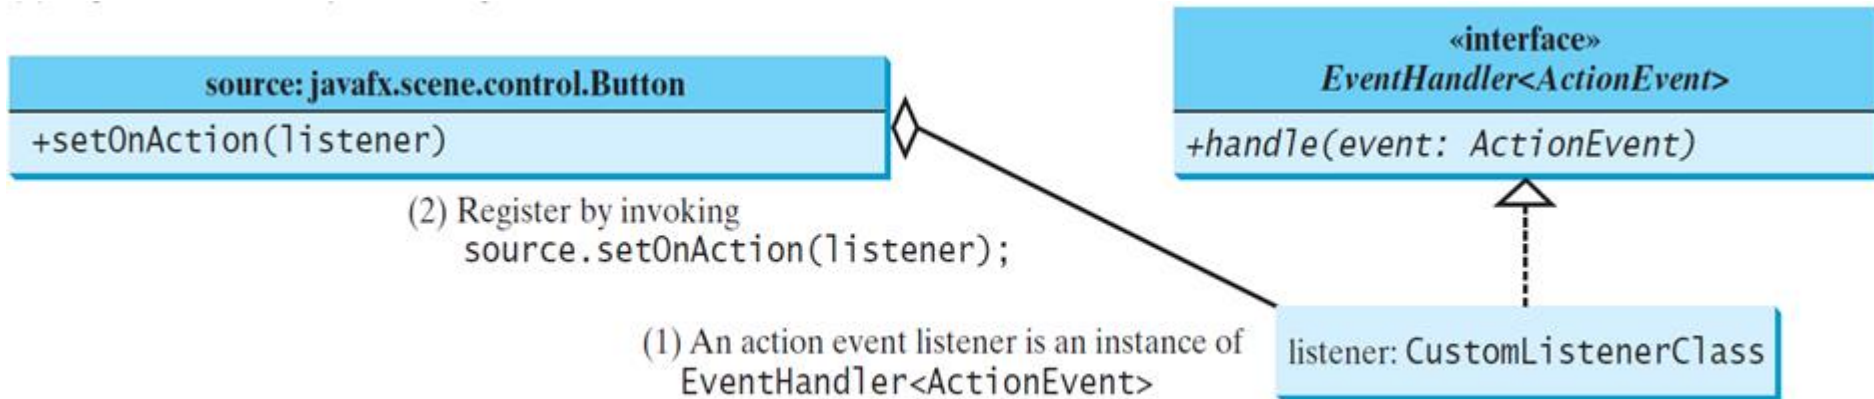 source: javafx.scene.control.Button
+setOnAction(listener)
«interface»
EventHandler<ActionEvent>
+handle(event: ActionEvent)
(2) Register by invoking
source.setOnAction(listener);
(1) An action event listener is an instance of
EventHandler<ActionEvent>
listener: CustomListenerClass